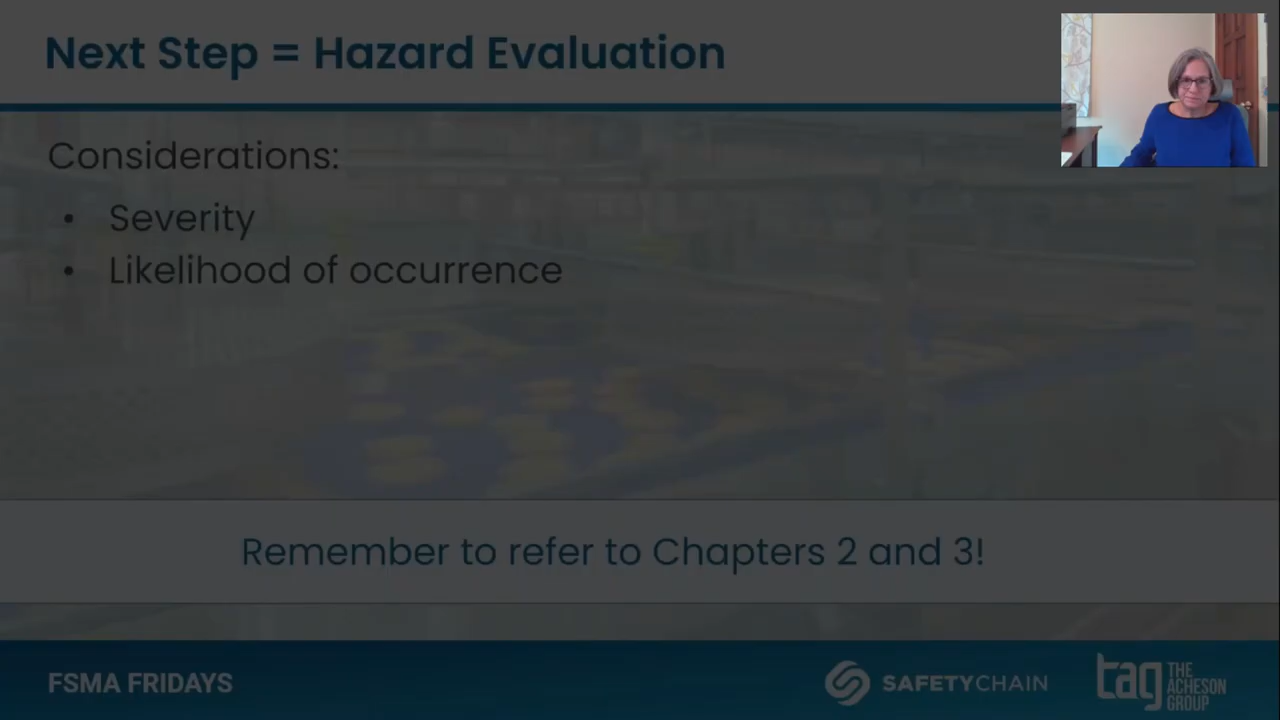 Next Step = Hazard Evaluation
Considerations:
• Severity
• Likelihood of occurrence
Remember to refer to Chapters 2 and 3!
FSMA FRIDAYS
SAFETYCHAIN
tag THE ACHESON GROUP